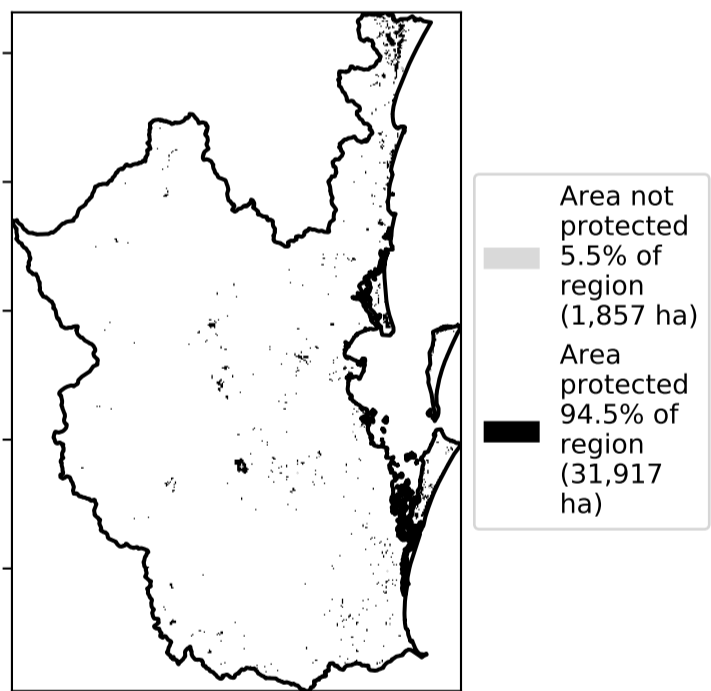 Area not
protected
5.5% of
region
(1,857 ha)
Area
protected
94.5% of
region
(31,917
ha)